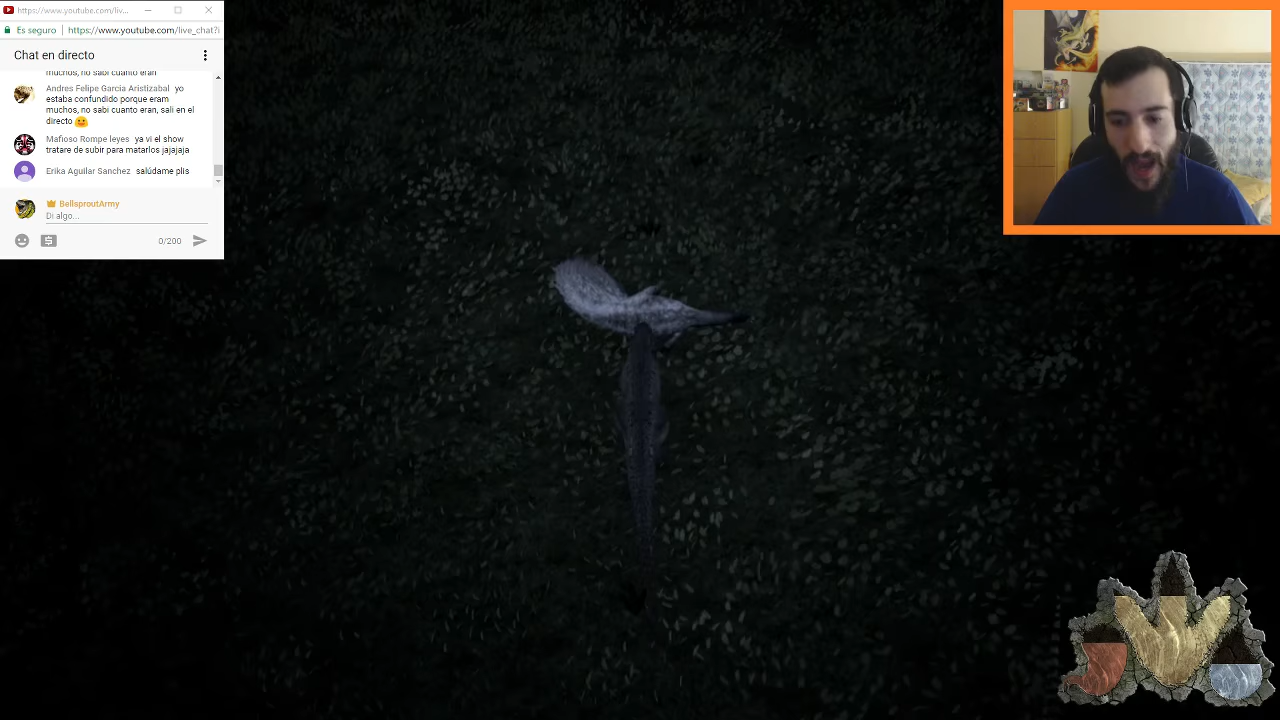 https://www.youtube.com/liv...
Es seguro
https://www.youtube.com/live_chat?i
Chat en directo
muchos, no sabi cuanto eran
Andres Felipe Garcia Aristizabal yo
estaba confundido porque eram
muchos, no sabi cuanto eran, sali en el
directo
Mafioso Rompe leyes ya vi el show
tratare de subir para matarlos jajajaja
Erika Aguilar Sanchez salúdame plis
BellsproutArmy
Di algo...
0/200